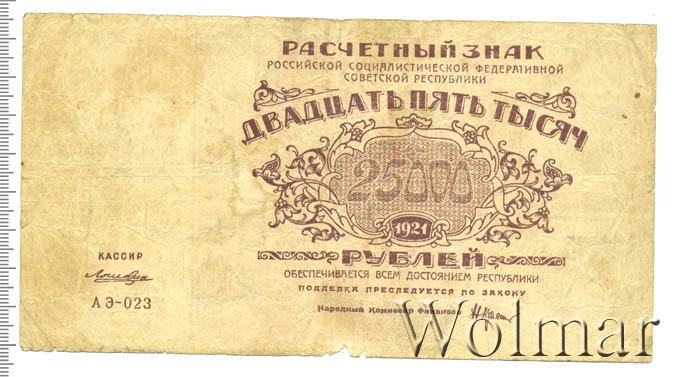 РАСЧЕТНЫЙ ЗНАК
РОССИЙСКОЙ СОЦИАЛИСТИЧЕСКОЙ ФЕДЕРАТИВНОЙ
СОВЕТСКОЙ РЕСПУБЛИКИ
ДВАДЦАТЬ ПЯТЬ ТЫСЯЧ
25000
1921
РУБЛЕЙ
ОБЕСПЕЧИВАЕТСЯ ВСЕМ ДОСТОЯНИЕМ РЕСПУБЛИКИ
ПОДДЕЛКА ПРЕСЛЕДУЕТСЯ ПО ЗАКОНУ
Народный Комиссар Финансов
КАССИР
АЭ-023
Wolmar